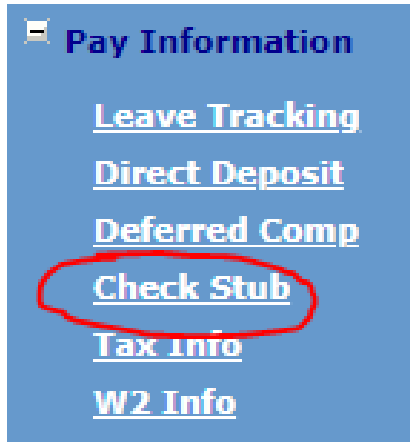 Pay Information
Leave Tracking
Direct Deposit
Deferred Comp
Check Stub
Tax Info
W2 Info